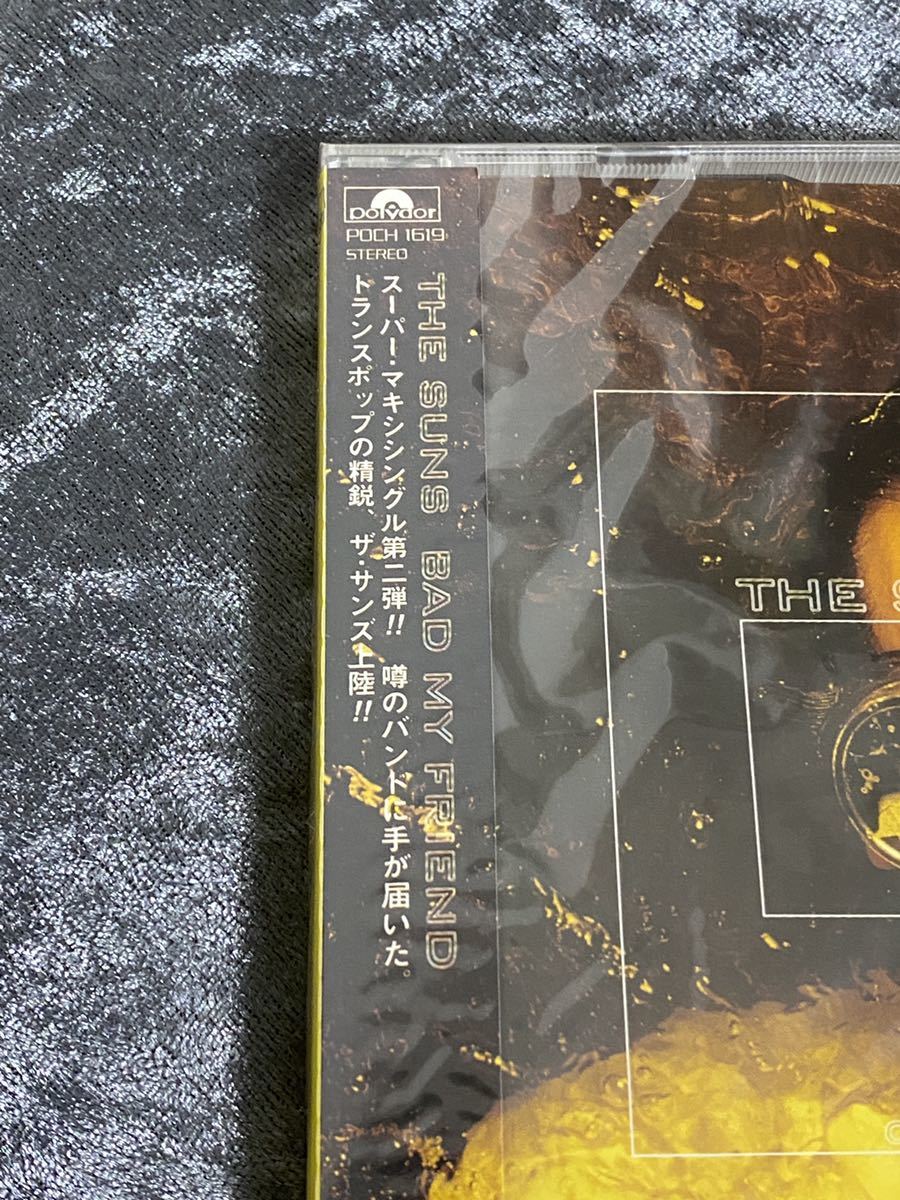 polydor
POCH 1619
STEREO
THE SUNS BAD MY FRIEND
スーパー・マキシシングル第二弾!! 噂のバンドに手が届いた。
トランスポップの精鋭、ザ・サンズ上陸!!
THE